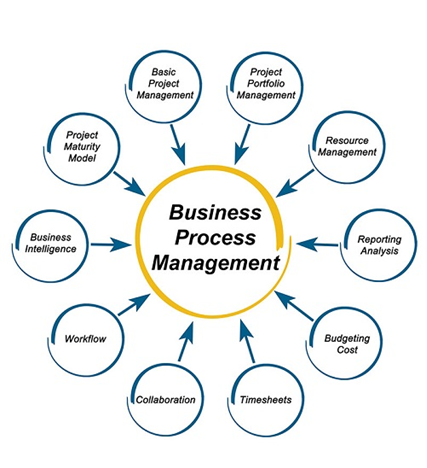 Basic
Project
Management
Project
Portfolio
Management
Project
Maturity
Model
Resource
Management
Business
Process
Management
Business
Intelligence
Reporting
Analysis
Workflow
Budgeting
Cost
Collaboration
Timesheets